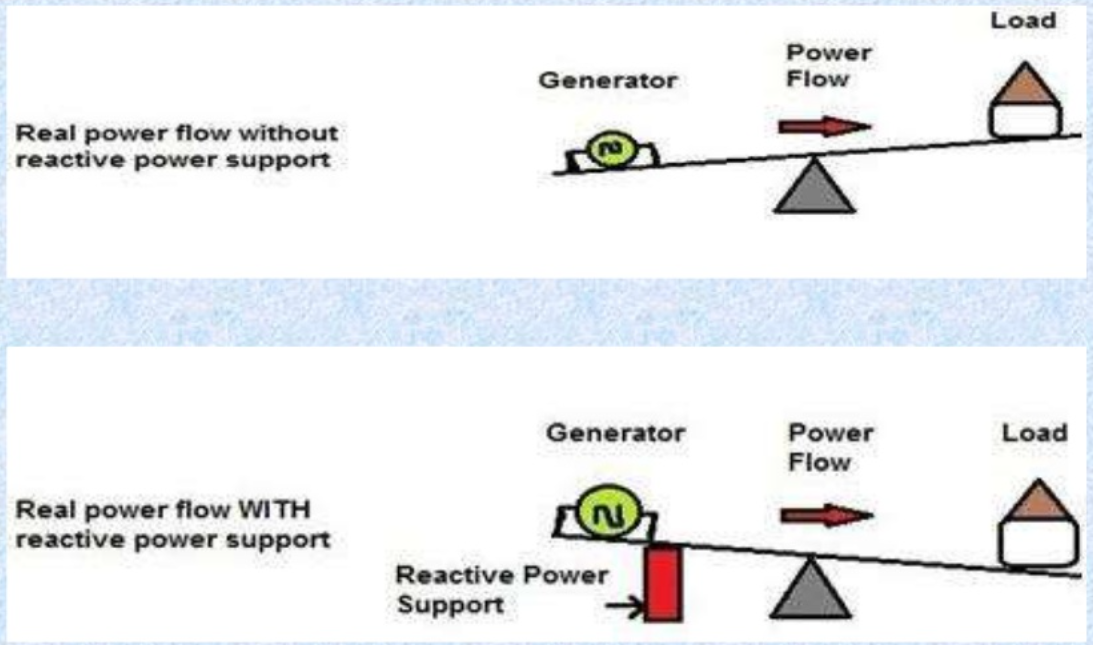 Load
Power
Flow
Generator
Real power flow without
reactive power support
Generator
Power
Flow
Load
Real power flow WITH
reactive power support
Reactive Power
Support